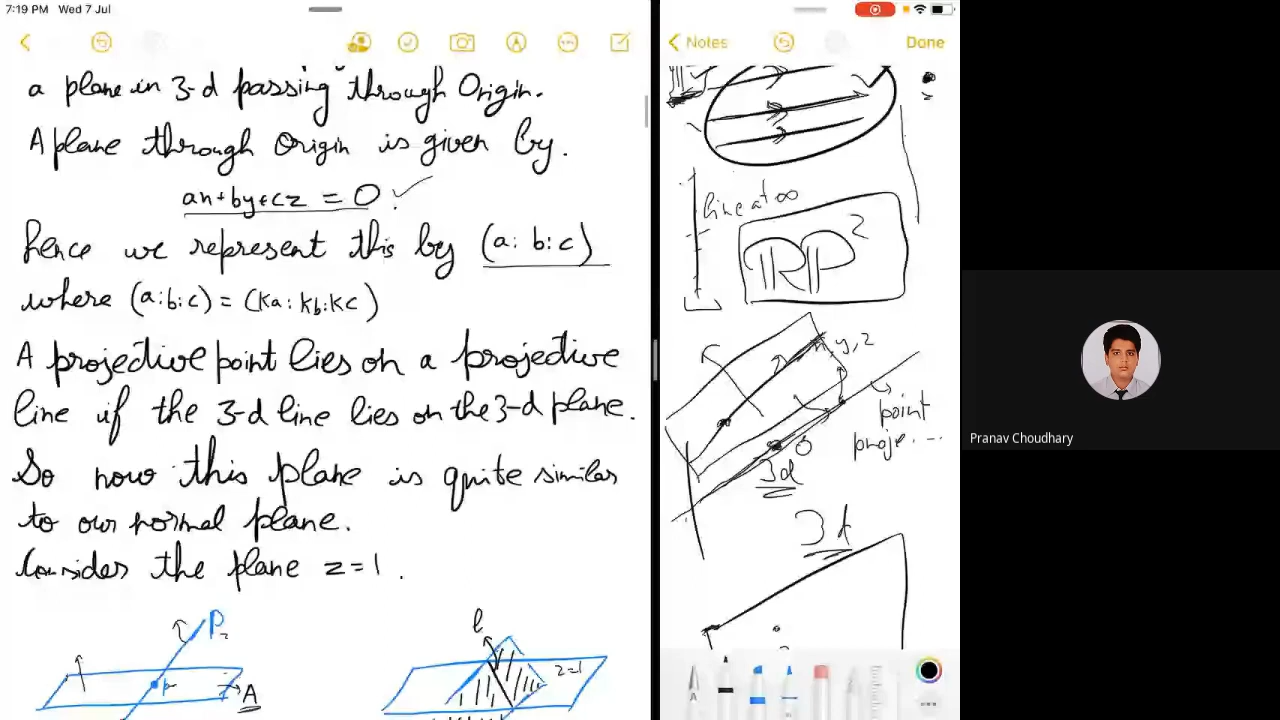 7:19 PM Wed 7 Jul
a plane in 3-d passing through Origin.
A plane through Origin is given by.
ax+by+cz = 0
hence we represent this by (a: b:c)
where (a:b:c) = (Ka: Kb:Kc)
A projective point lies on a projective
line if the 3-d line lies on the 3-d plane.
So now this plane is quite similar
to our normal plane.
Consider the plane z=1.
P
A
l
z=1
Notes
Done
line at ∞
RP²
y, z
point
proje....
3d
3d
Pranav Choudhary